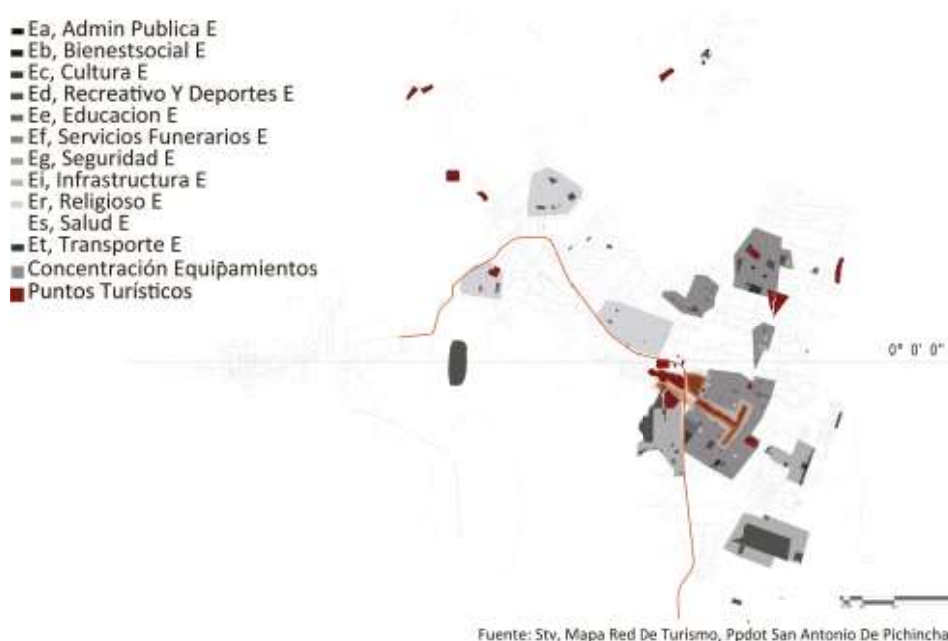 Ea, Admin Publica E
Eb, Bienestsocial E
Ec, Cultura E
Ed, Recreativo Y Deportes E
Ee, Educacion E
Ef, Servicios Funerarios E
Eg, Seguridad E
Ei, Infrastructura E
Er, Religioso E
Es, Salud E
Et, Transporte E
Concentración Equipamientos
Puntos Turísticos
0° 0' 0"
Fuente: Stv, Mapa Red De Turismo, Ppdot San Antonio De Pichincha